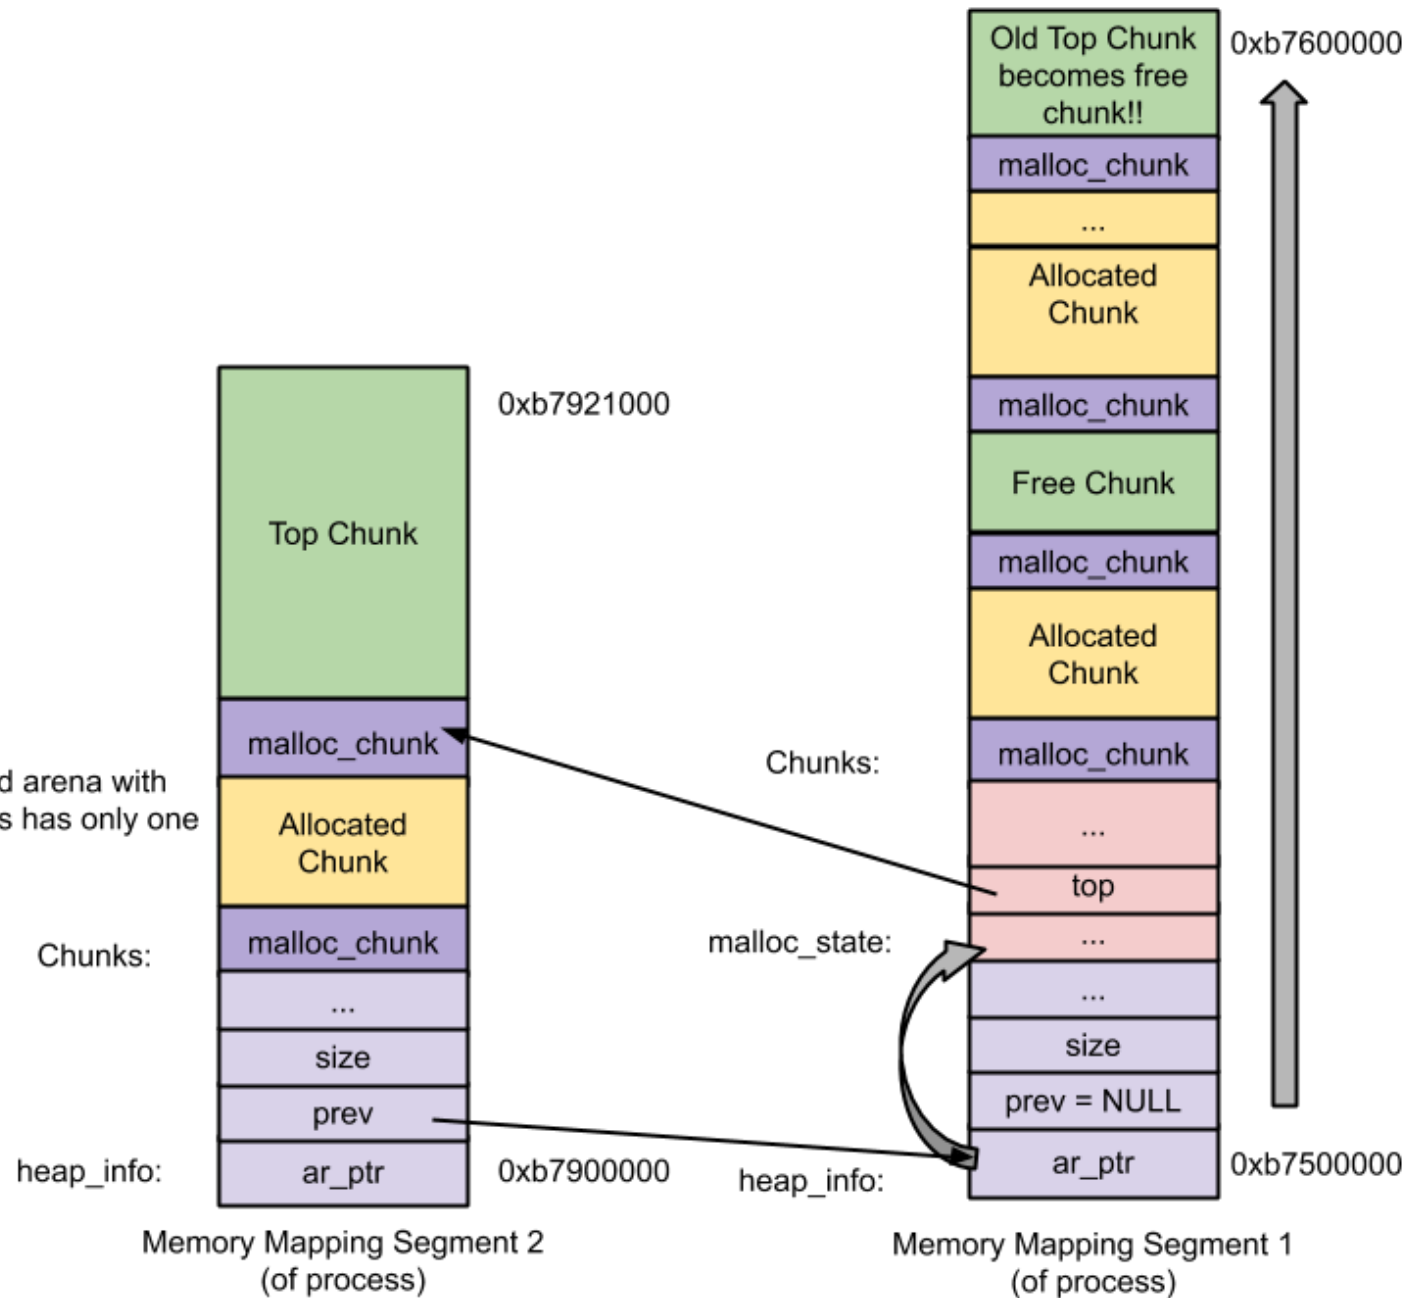 Old Top Chunk
becomes free
chunk!!
0xb7600000
malloc_chunk
...
Allocated
Chunk
malloc_chunk
Free Chunk
malloc_chunk
Allocated
Chunk
Chunks:
malloc_chunk
...
top
malloc_state:
...
...
size
prev = NULL
heap_info:
ar_ptr
0xb7500000
Memory Mapping Segment 1
(of process)
0xb7921000
Top Chunk
malloc_chunk
d arena with
s has only one
Allocated
Chunk
Chunks:
malloc_chunk
...
size
prev
heap_info:
ar_ptr
0xb7900000
Memory Mapping Segment 2
(of process)